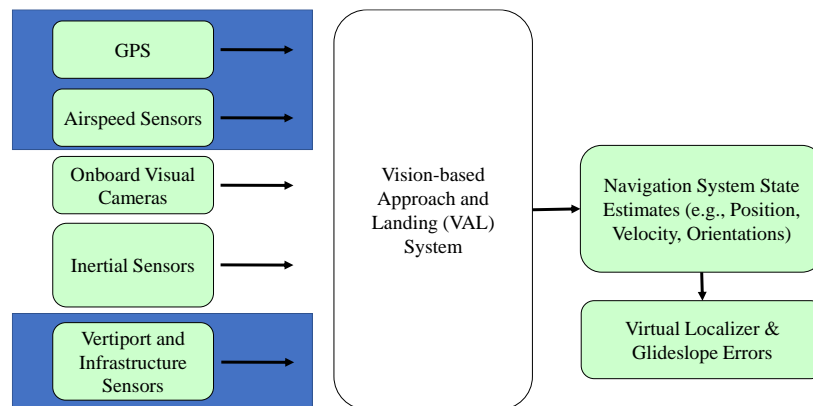 GPS
Airspeed Sensors
Onboard Visual
Cameras
Inertial Sensors
Vertiport and
Infrastructure
Sensors
Vision-based
Approach and
Landing (VAL)
System
Navigation System State
Estimates (e.g., Position,
Velocity, Orientations)
Virtual Localizer &
Glideslope Errors